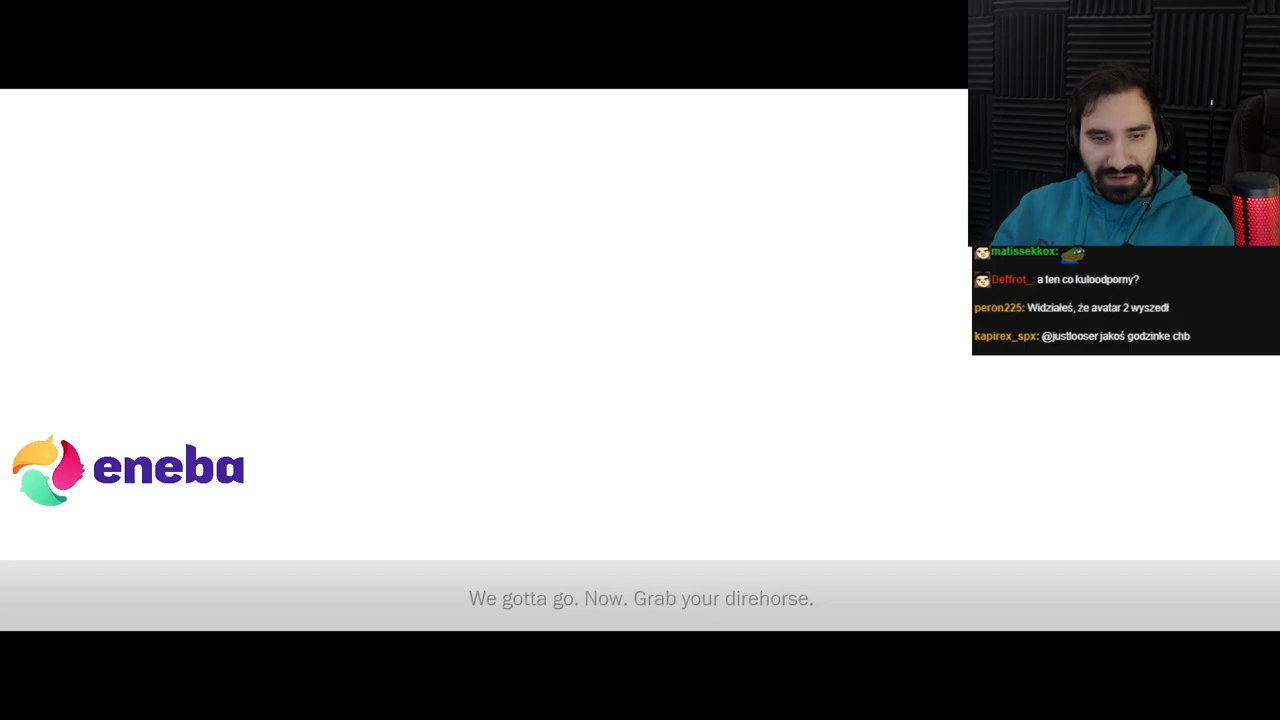 matissekkox:
Deffrot_: a ten co kuloodporny?
peron225: Widziałeś, że avatar 2 wyszedł
kapirex_spx: @justlooser jakoś godzinke chb
eneba
We gotta go. Now. Grab your direhorse.